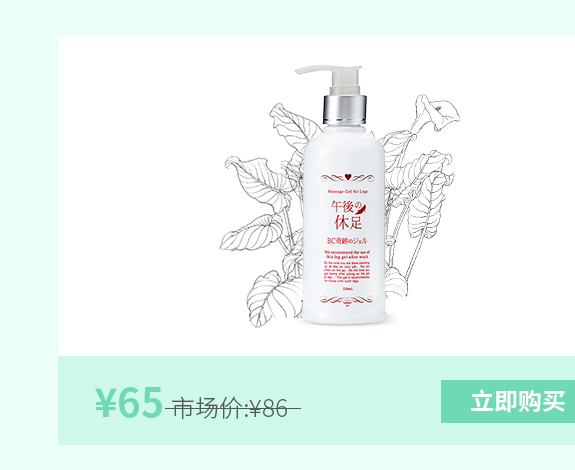 Massage Gel for Legs
午後の
休足
BC奇跡のジェル
We recommend the use of
this leg gel after work
¥65 市场价:¥86
立即购买